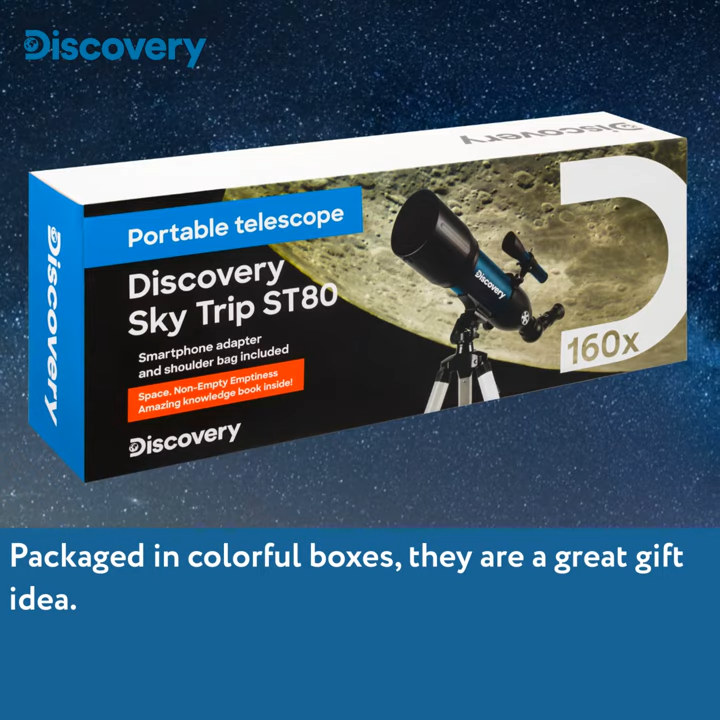 Discovery
Discovery
Discovery
Portable telescope
Discovery
Sky Trip ST80
Smartphone adapter
and shoulder bag included
Space. Non-Empty Emptiness
Amazing knowledge book inside!
Discovery
Discovery
160x
Packaged in colorful boxes, they are a great gift
idea.